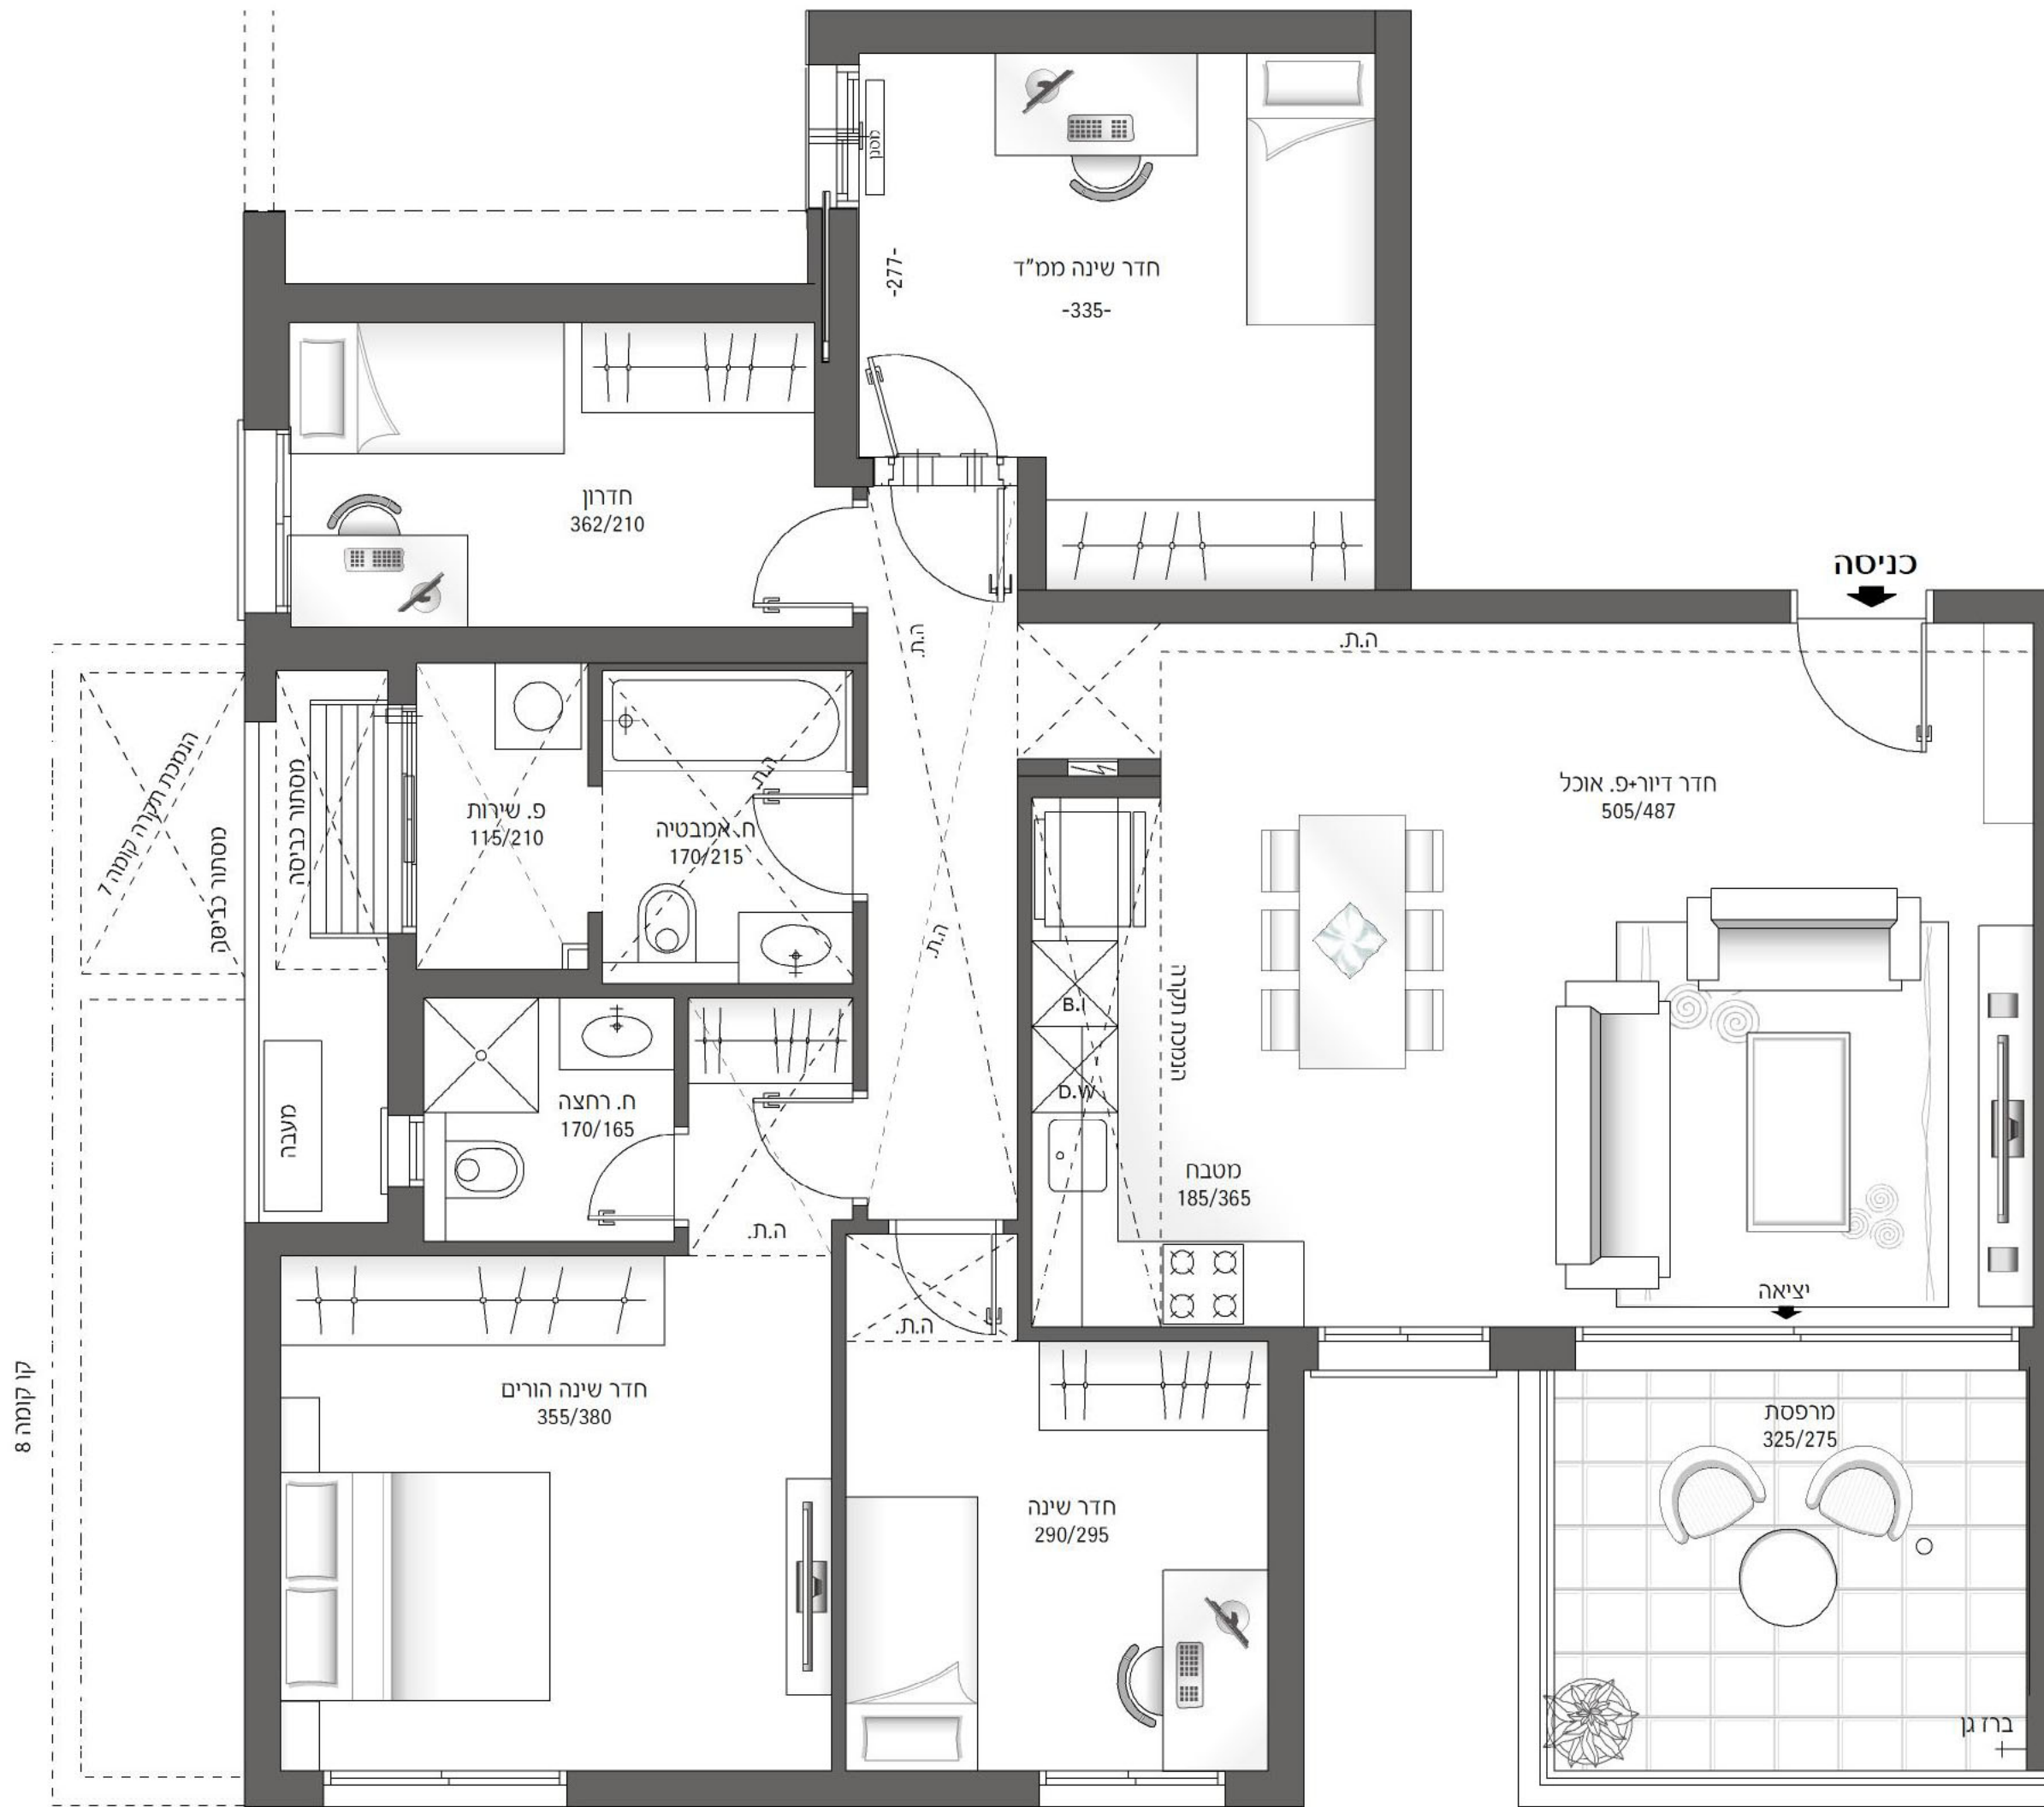 מסנן
-277-
חדר שינה ממ"ד
-335-
חדרון
362/210
כניסה
ה.ת.
ה.ת.
חדר דיור+פ. אוכל
505/487
הנמכת תקרה קומה 7
מסתור כביסה
מסתור כביסה
פ. שירות
115/210
ה.ת.
ח. אמבטיה
170/215
ה.ת.
B.I
D.W
הנמכת תקרה
מטבח
185/365
מעבה
ח. רחצה
170/165
ה.ת.
ה.ת.
יציאה
קו קומה 8
חדר שינה הורים
355/380
חדר שינה
290/295
מרפסת
325/275
ברז גן